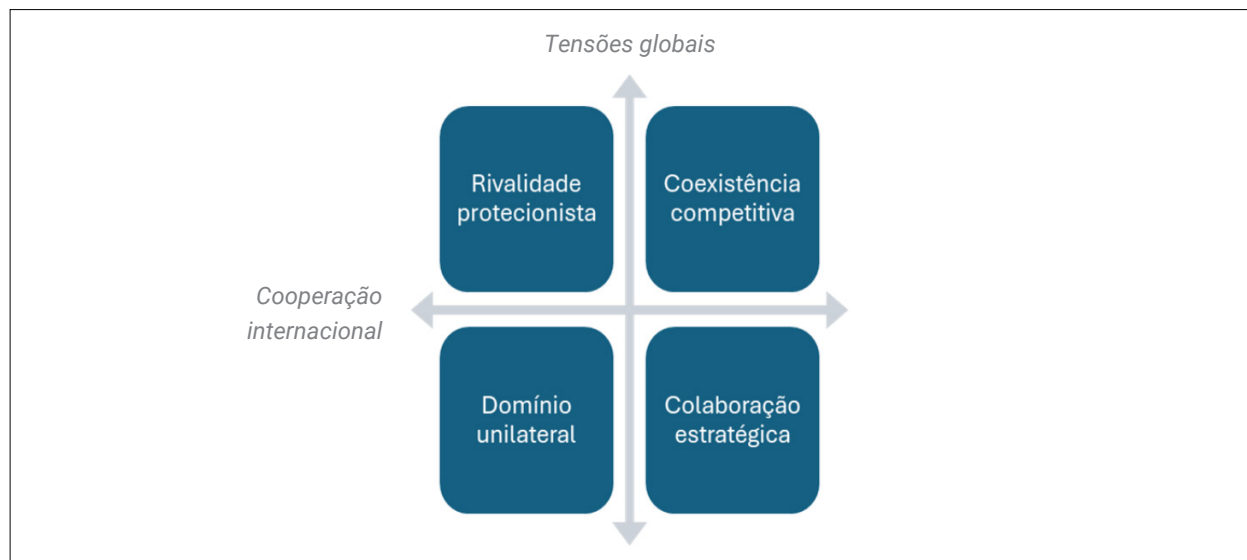 Tensões globais
Rivalidade
protecionista
Coexistência
competitiva
Cooperação
internacional
Domínio
unilateral
Colaboração
estratégica